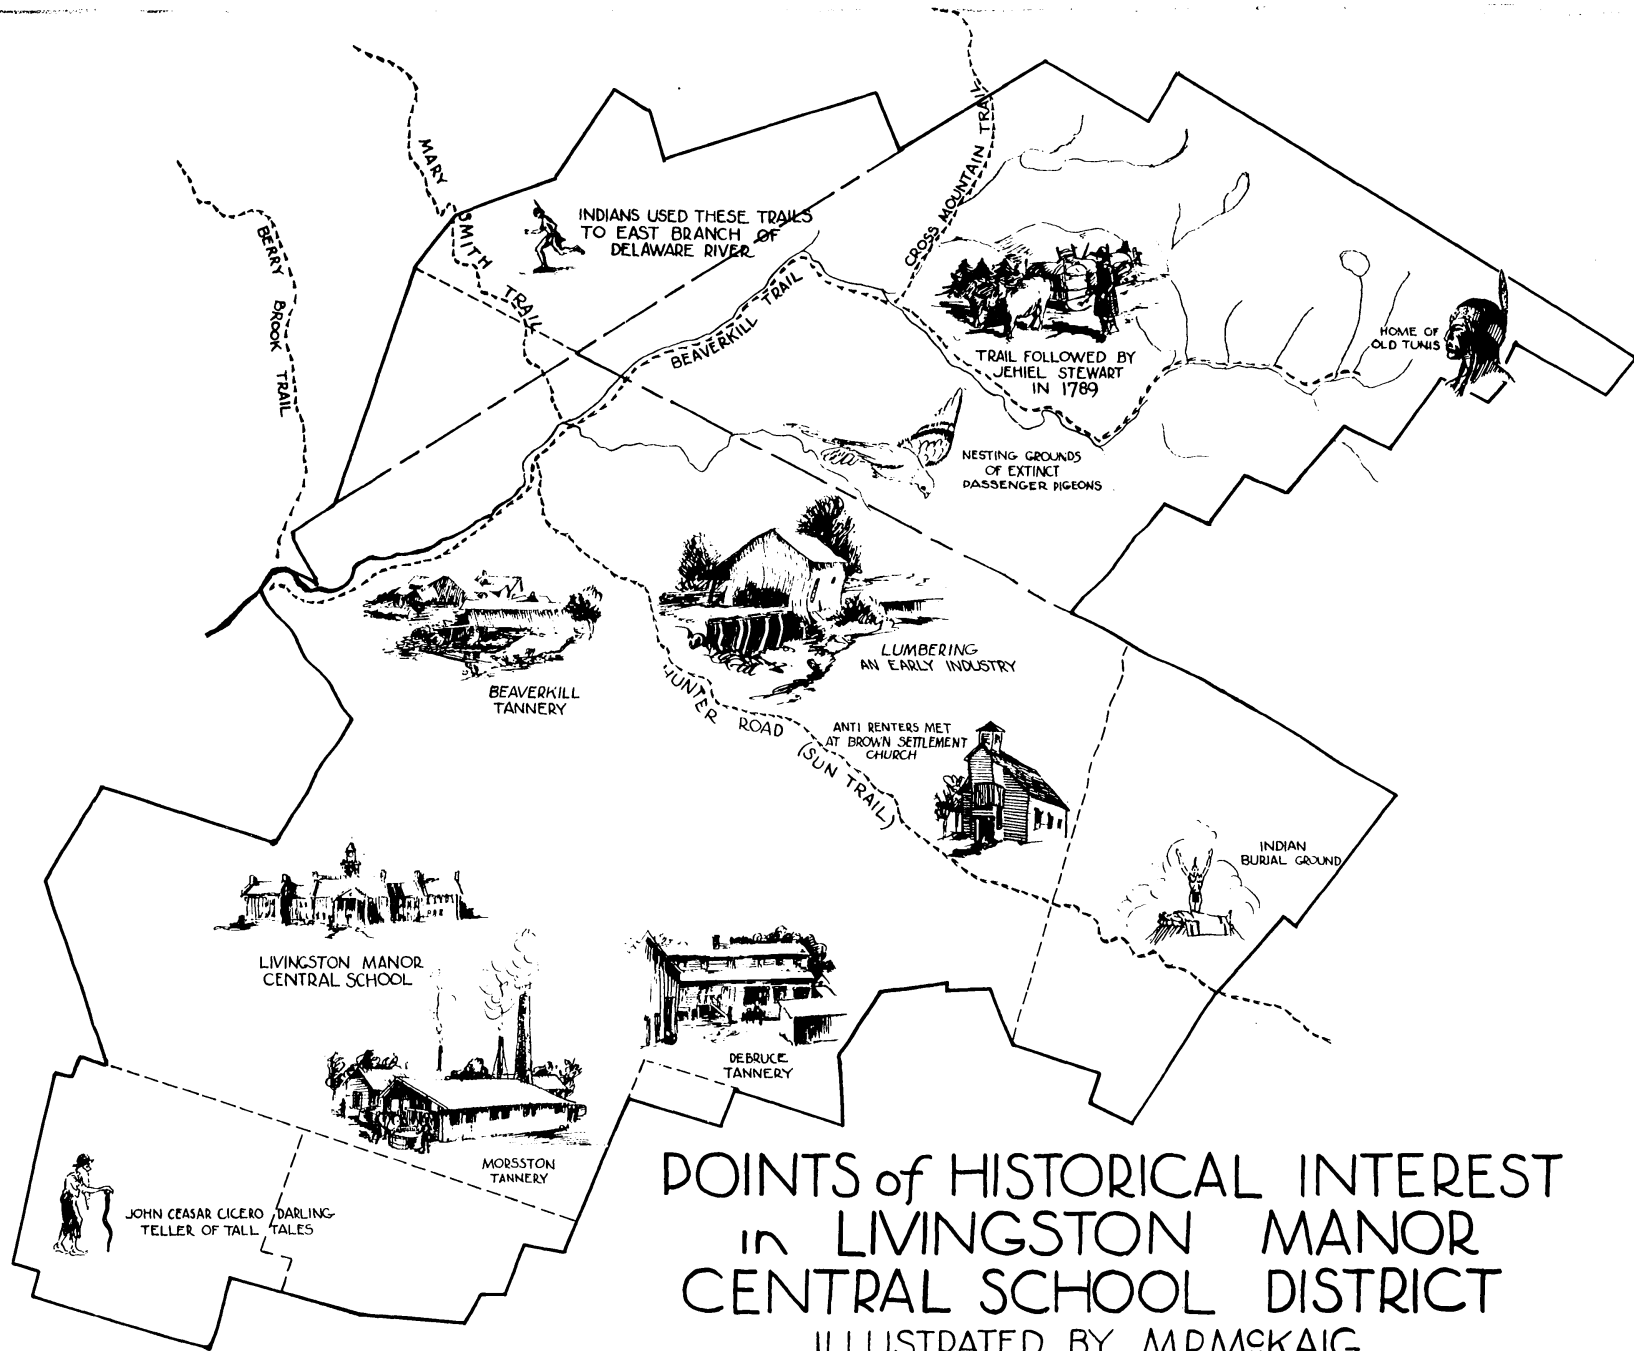 MARY
SMITH
TRAIL
BERRY
BROOK
TRAIL
INDIANS USED THESE TRAILS
TO EAST BRANCH OF
DELAWARE RIVER
CROSS MOUNTAIN TRAIL
BEAVERKILL TRAIL
TRAIL FOLLOWED BY
JEHIEL STEWART
IN 1789
HOME OF
OLD TUNIS
NESTING GROUNDS
OF EXTINCT
PASSENGER PIGEONS
BEAVERKILL
TANNERY
LUMBERING
AN EARLY INDUSTRY
HUNTER ROAD (SUN TRAIL)
ANTI RENTERS MET
AT BROWN SETTLEMENT
CHURCH
INDIAN
BURIAL GROUND
LIVINGSTON MANOR
CENTRAL SCHOOL
DEBRUCE
TANNERY
MORSSTON
TANNERY
JOHN CEASAR CICERO DARLING
TELLER OF TALL TALES
POINTS of HISTORICAL INTEREST
in LIVINGSTON MANOR
CENTRAL SCHOOL DISTRICT
ILLUSTRATED BY M.P.McKAIG